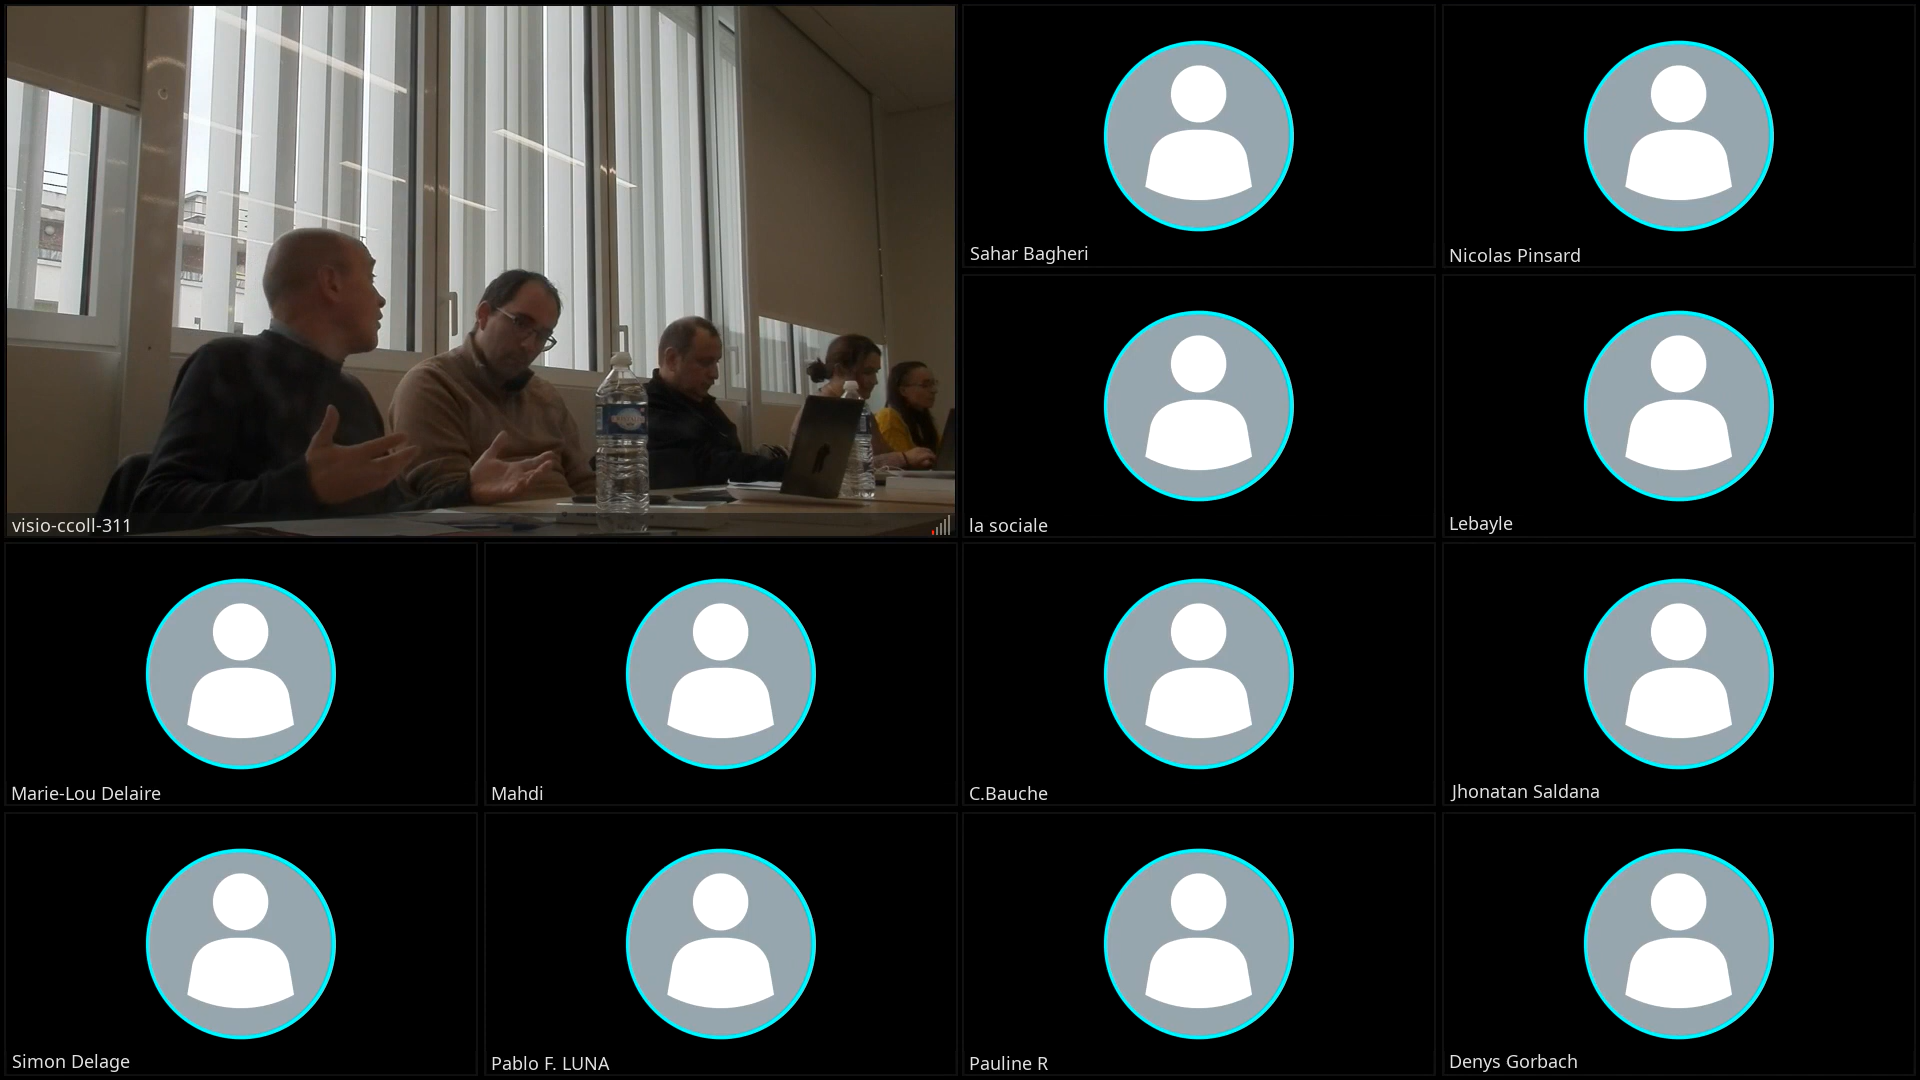 visio-ccoll-311
Sahar Bagheri
Nicolas Pinsard
la sociale
Lebayle
Marie-Lou Delaire
Mahdi
C.Bauche
Jhonatan Saldana
Simon Delage
Pablo F. LUNA
Pauline R
Denys Gorbach